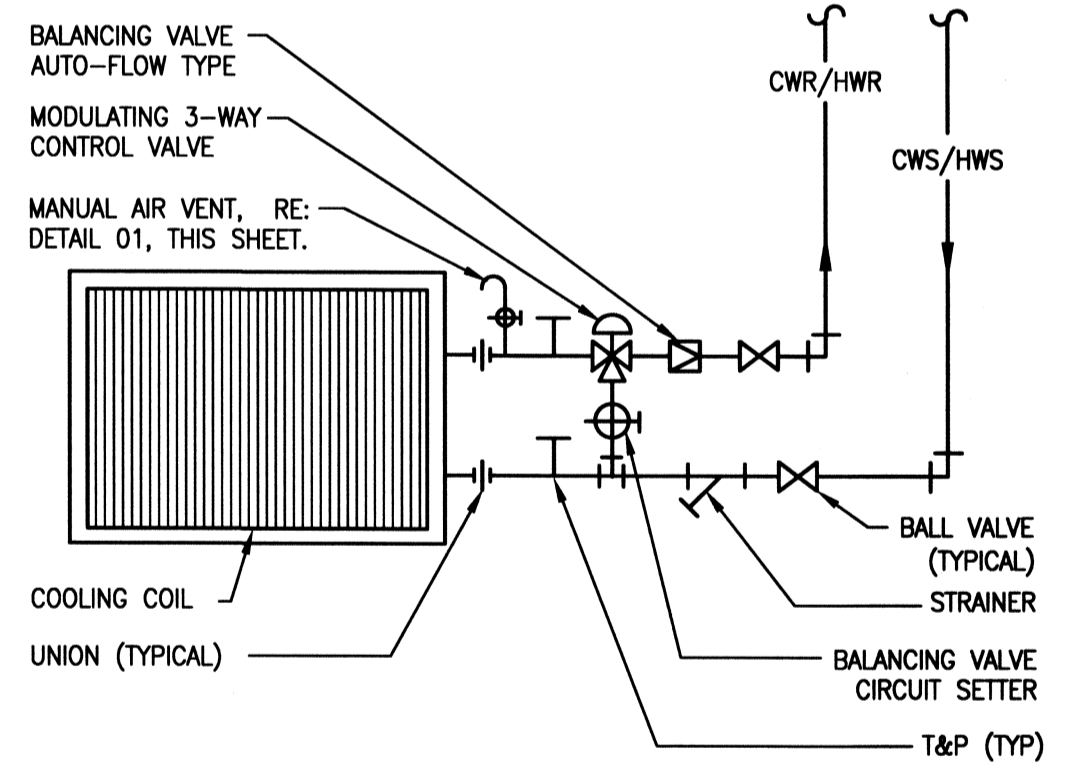 BALANCING VALVE
AUTO-FLOW TYPE
MODULATING 3-WAY
CONTROL VALVE
MANUAL AIR VENT, RE:
DETAIL 01, THIS SHEET.
CWR/HWR
CWS/HWS
COOLING COIL
UNION (TYPICAL)
BALL VALVE
(TYPICAL)
STRAINER
BALANCING VALVE
CIRCUIT SETTER
T&P (TYP)